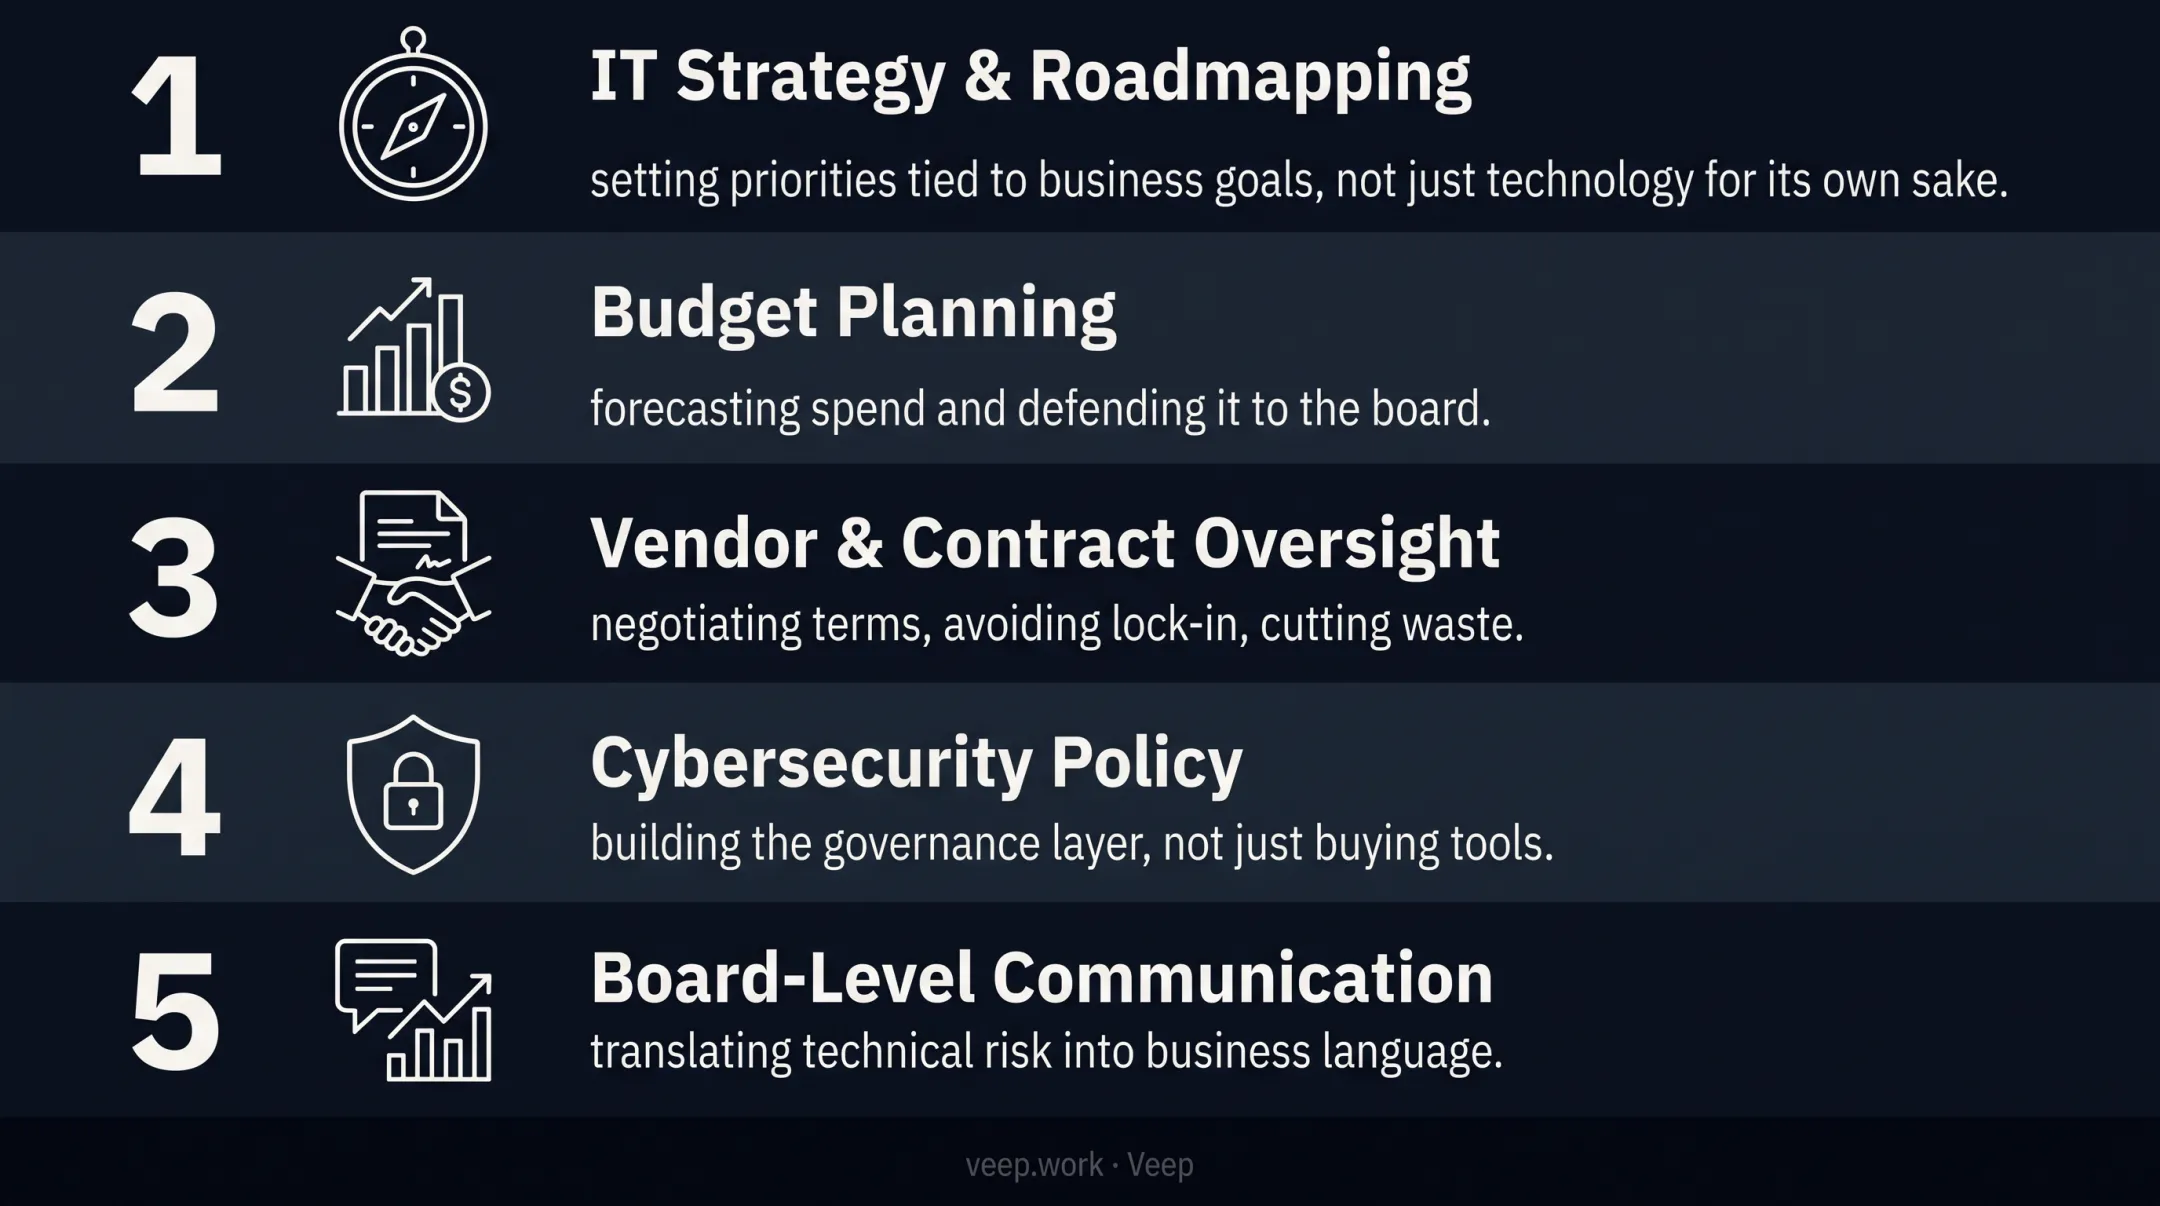 1
IT Strategy & Roadmapping
setting priorities tied to business goals, not just technology for its own sake.
2
$
Budget Planning
forecasting spend and defending it to the board.
3
Vendor & Contract Oversight
negotiating terms, avoiding lock-in, cutting waste.
4
Cybersecurity Policy
building the governance layer, not just buying tools.
5
Board-Level Communication
translating technical risk into business language.
veep.work · Veep